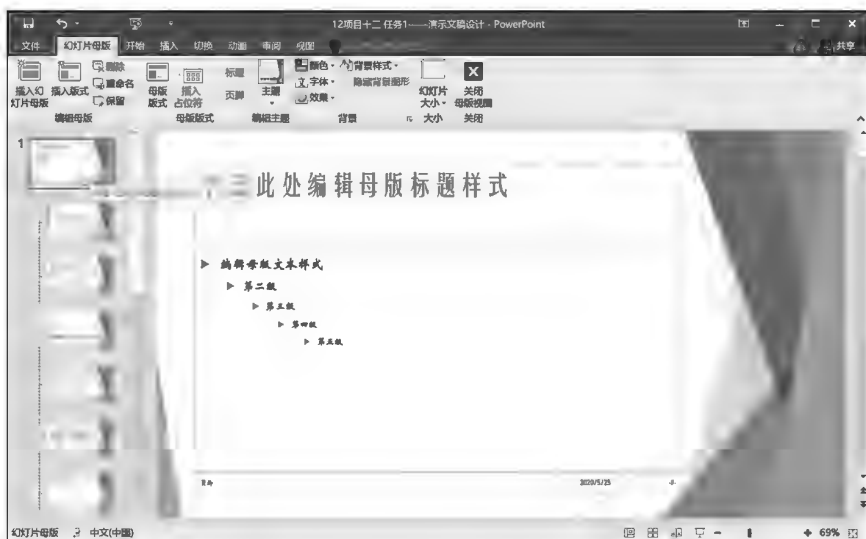 12项目十二 任务1——演示文稿设计 - PowerPoint
文件 幻灯片母版 开始 插入 切换 动画 审阅 视图 共享
插入幻灯片母版 插入版式 删除 重命名 保留 母版版式 插入占位符 标题 页脚 主题 颜色 字体 效果 背景样式 隐藏背景图形 幻灯片大小 关闭母版视图
编辑母版 母版版式 编辑主题 背景 大小 关闭
1
此处编辑母版标题样式
编辑母版文本样式
第二级
第三级
第四级
第五级
2020/5/25
幻灯片母版 中文(中国) 69%